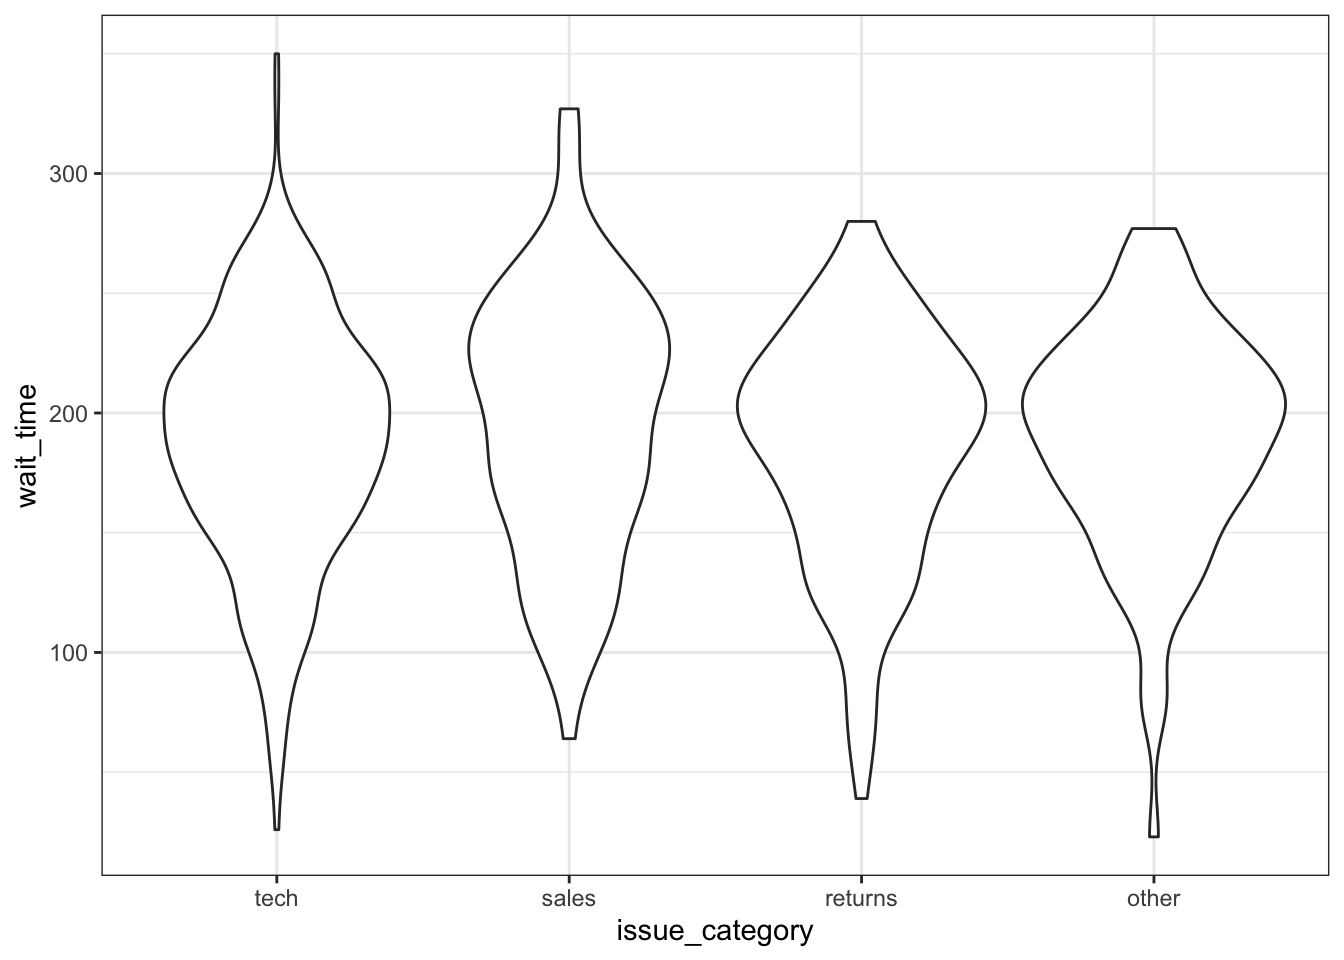 wait_time
300
200
100
tech sales returns other
issue_category